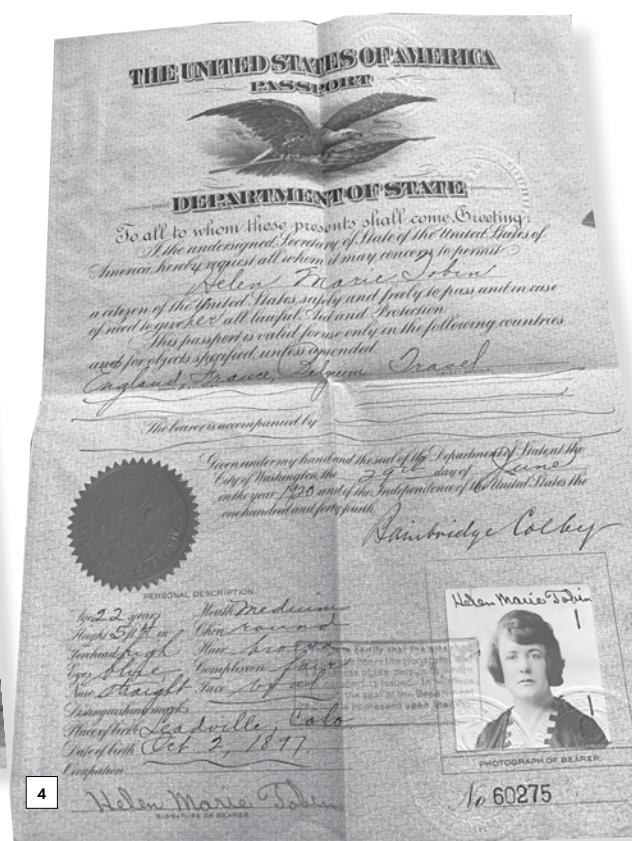 THE UNITED STATES OF AMERICA
PASSPORT
DEPARTMENT OF STATE
To all to whom these presents shall come, Greeting:
I the undersigned, Secretary of State of the United States of
America, hereby request all whom it may concern to permit
Helen Marie Tobin
a citizen of the United States, safely and freely to pass and in case
of need to give her all lawful Aid and Protection.
This passport is valid for use only in the following countries
and for objects specified, unless amended.
England, France, Belgium Travel
The bearer is accompanied by
Given under my hand and the seal of the Department of State at the
City of Washington, the 29th day of June
in the year 1920 and of the Independence of the United States the
one hundred and forty fourth.
Bainbridge Colby
PERSONAL DESCRIPTION.
Age 22 years Mouth medium
Height 5 ft in Chin round
Forehead high Hair brown
Eyes blue Complexion fair
Nose straight Face oval
Distinguishing marks
Place of birth Leadville, Colo
Date of birth Oct. 2, 1897.
Occupation
Helen Marie Tobin
SIGNATURE OF BEARER.
Helen Marie Tobin
PHOTOGRAPH OF BEARER.
No 60275
4